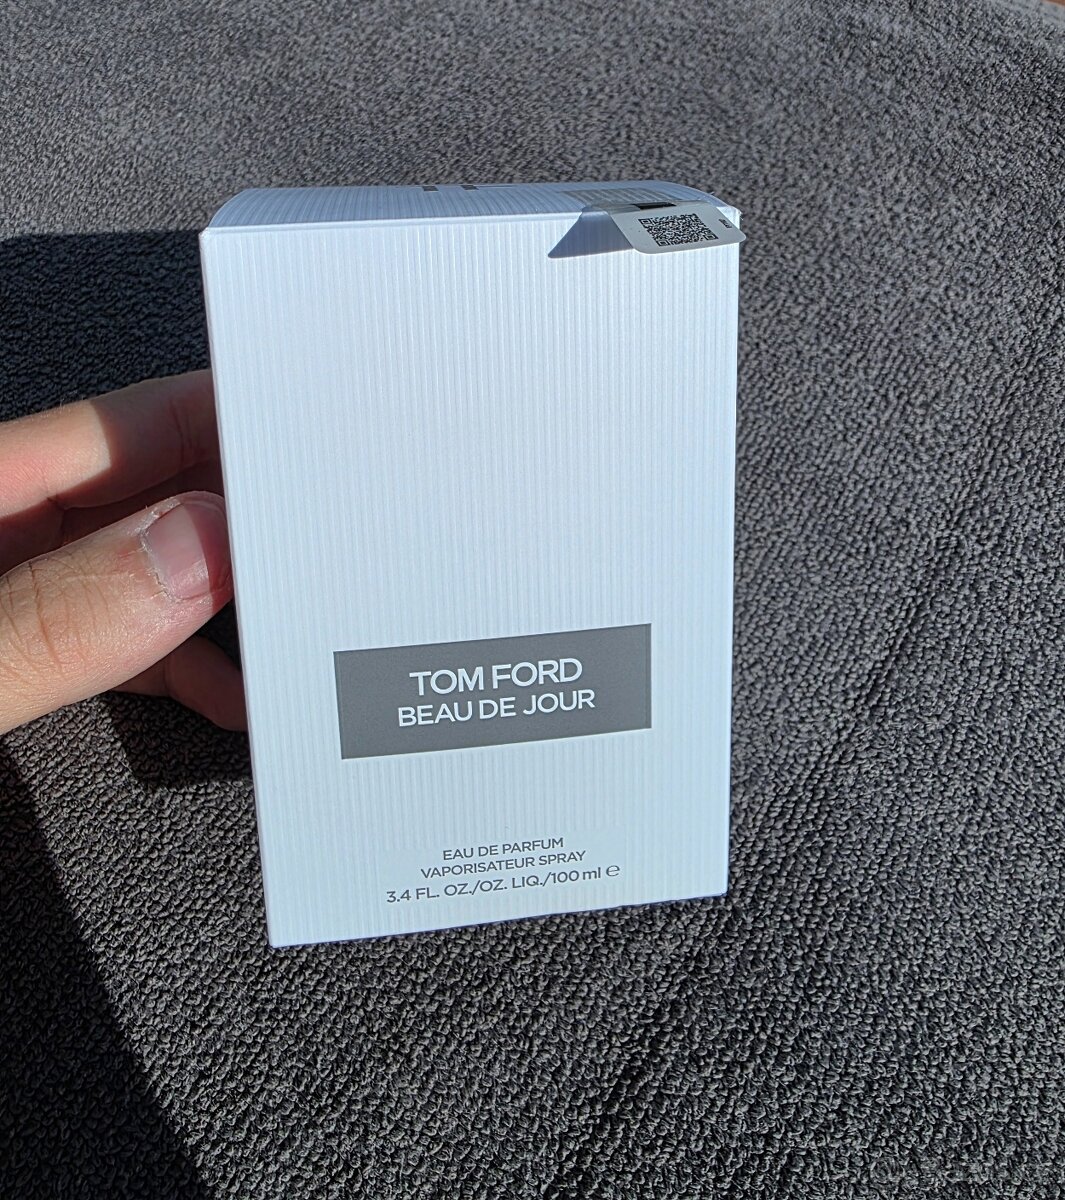 TOM FORD
BEAU DE JOUR
EAU DE PARFUM
VAPORISATEUR SPRAY
3.4 FL. OZ./OZ. LIQ./100 ml ℮